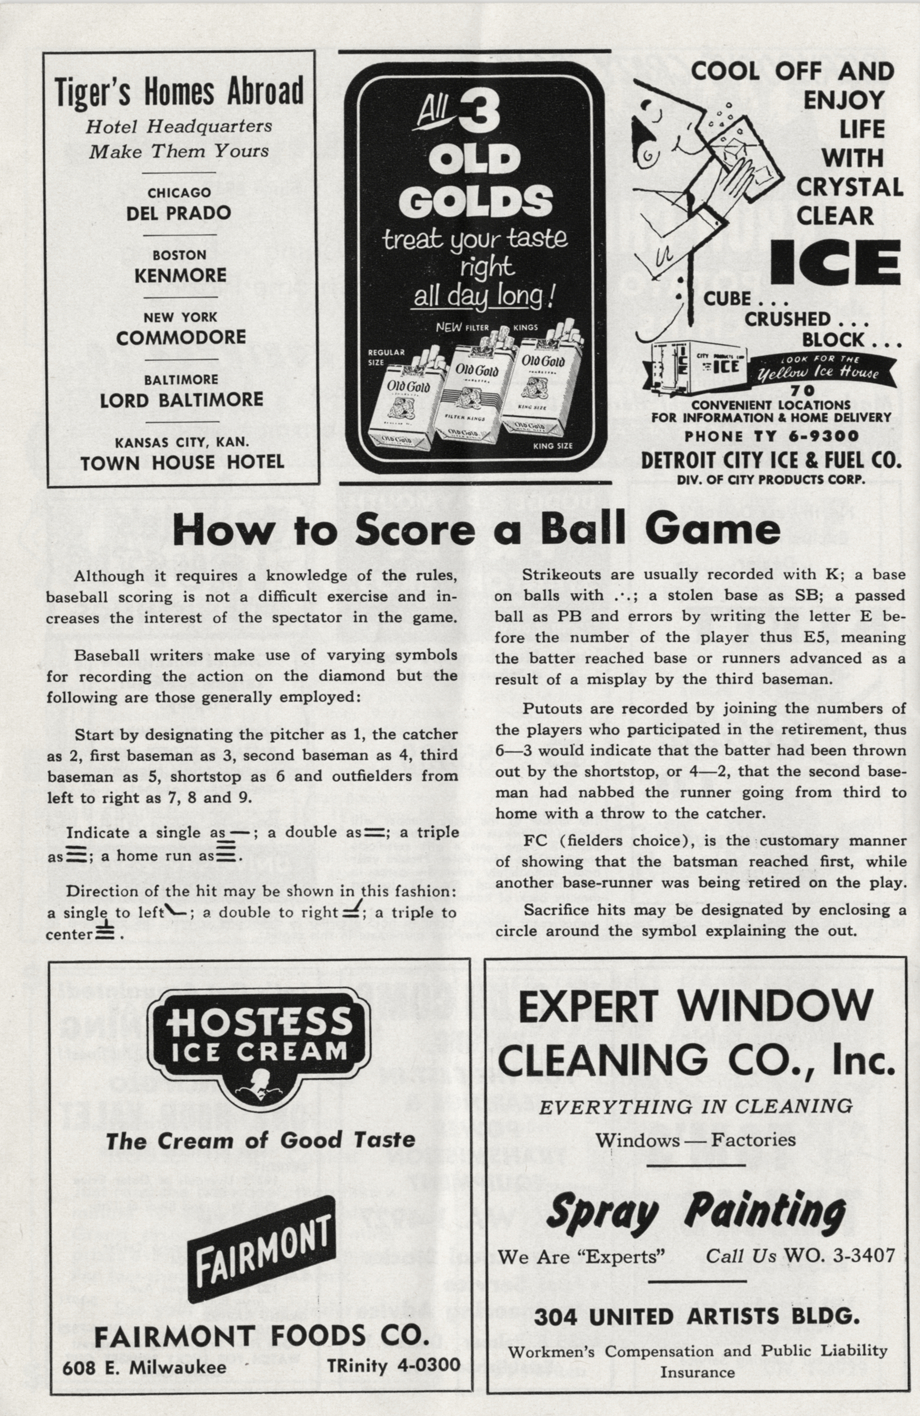 Tiger's Homes Abroad
Hotel Headquarters
Make Them Yours
CHICAGO
DEL PRADO
BOSTON
KENMORE
NEW YORK
COMMODORE
BALTIMORE
LORD BALTIMORE
KANSAS CITY, KAN.
TOWN HOUSE HOTEL
All 3
OLD
GOLDS
treat your taste
right
all day long!
NEW FILTER KINGS
REGULAR
SIZE
Old Gold
Old Gold
Old Gold
FILTER KINGS
KING SIZE
Old Gold
Old Gold
Old Gold
KING SIZE
COOL OFF AND
ENJOY
LIFE
WITH
CRYSTAL
CLEAR
ICE
CUBE . . .
CRUSHED . . .
BLOCK . . .
ICE
CITY PRODUCTS
ICE
LOOK FOR THE
Yellow Ice House
70
CONVENIENT LOCATIONS
FOR INFORMATION & HOME DELIVERY
PHONE TY 6-9300
DETROIT CITY ICE & FUEL CO.
DIV. OF CITY PRODUCTS CORP.
How to Score a Ball Game
Although it requires a knowledge of the rules,
baseball scoring is not a difficult exercise and in-
creases the interest of the spectator in the game.
Baseball writers make use of varying symbols
for recording the action on the diamond but the
following are those generally employed:
Start by designating the pitcher as 1, the catcher
as 2, first baseman as 3, second baseman as 4, third
baseman as 5, shortstop as 6 and outfielders from
left to right as 7, 8 and 9.
Indicate a single as — ; a double as ; a triple
as ; a home run as .
Direction of the hit may be shown in this fashion:
a single to left ; a double to right ; a triple to
center .
Strikeouts are usually recorded with K; a base
on balls with .·.; a stolen base as SB; a passed
ball as PB and errors by writing the letter E be-
fore the number of the player thus E5, meaning
the batter reached base or runners advanced as a
result of a misplay by the third baseman.
Putouts are recorded by joining the numbers of
the players who participated in the retirement, thus
6—3 would indicate that the batter had been thrown
out by the shortstop, or 4—2, that the second base-
man had nabbed the runner going from third to
home with a throw to the catcher.
FC (fielders choice), is the customary manner
of showing that the batsman reached first, while
another base-runner was being retired on the play.
Sacrifice hits may be designated by enclosing a
circle around the symbol explaining the out.
HOSTESS
ICE CREAM
The Cream of Good Taste
FAIRMONT
FAIRMONT FOODS CO.
608 E. Milwaukee TRinity 4-0300
EXPERT WINDOW
CLEANING CO., Inc.
EVERYTHING IN CLEANING
Windows — Factories
Spray Painting
We Are "Experts" Call Us WO. 3-3407
304 UNITED ARTISTS BLDG.
Workmen's Compensation and Public Liability
Insurance